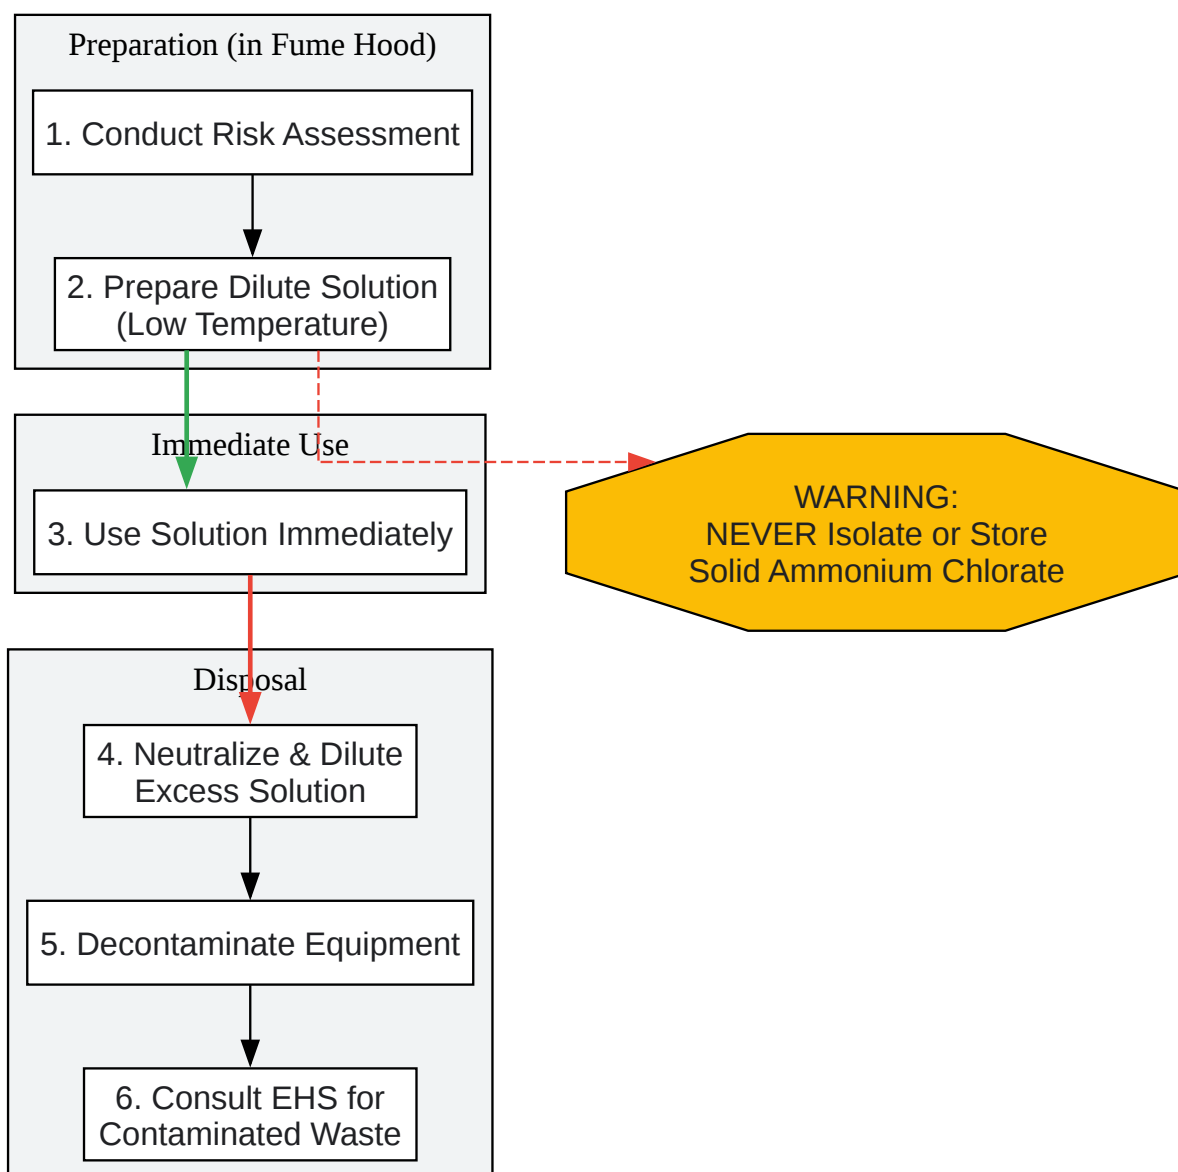 Preparation (in Fume Hood)
1. Conduct Risk Assessment
2. Prepare Dilute Solution
(Low Temperature)
Immediate Use
3. Use Solution Immediately
WARNING:
NEVER Isolate or Store
Solid Ammonium Chlorate
Disposal
4. Neutralize & Dilute
Excess Solution
5. Decontaminate Equipment
6. Consult EHS for
Contaminated Waste